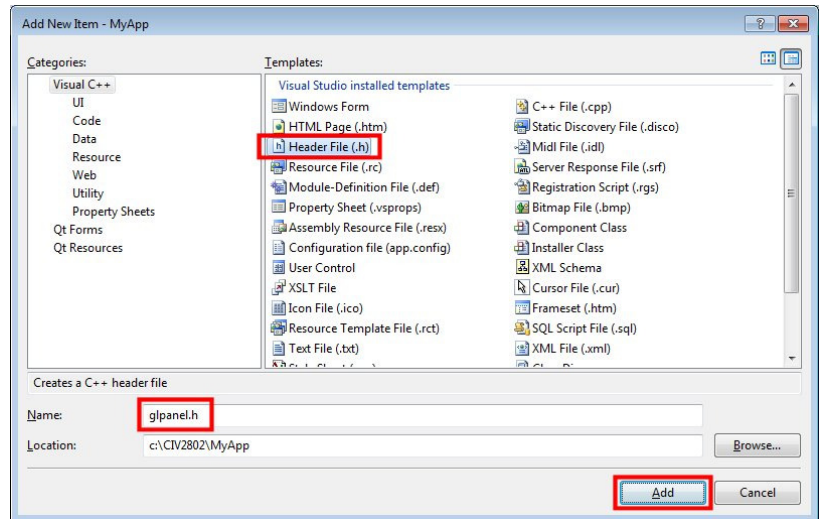 Add New Item - MyApp
Categories:
Templates:
Visual C++
UI
Code
Data
Resource
Web
Utility
Property Sheets
Qt Forms
Qt Resources
Visual Studio installed templates
Windows Form
C++ File (.cpp)
HTML Page (.htm)
Static Discovery File (.disco)
Header File (.h)
Midl File (.idl)
Resource File (.rc)
Server Response File (.srf)
Module-Definition File (.def)
Registration Script (.rgs)
Property Sheet (.vsprops)
Bitmap File (.bmp)
Assembly Resource File (.resx)
Component Class
Configuration file (app.config)
Installer Class
User Control
XML Schema
XSLT File
Cursor File (.cur)
Icon File (.ico)
Frameset (.htm)
Resource Template File (.rct)
SQL Script File (.sql)
Text File (.txt)
XML File (.xml)
Creates a C++ header file
Name:
glpanel.h
Location:
c:\CIV2802\MyApp
Browse...
Add
Cancel